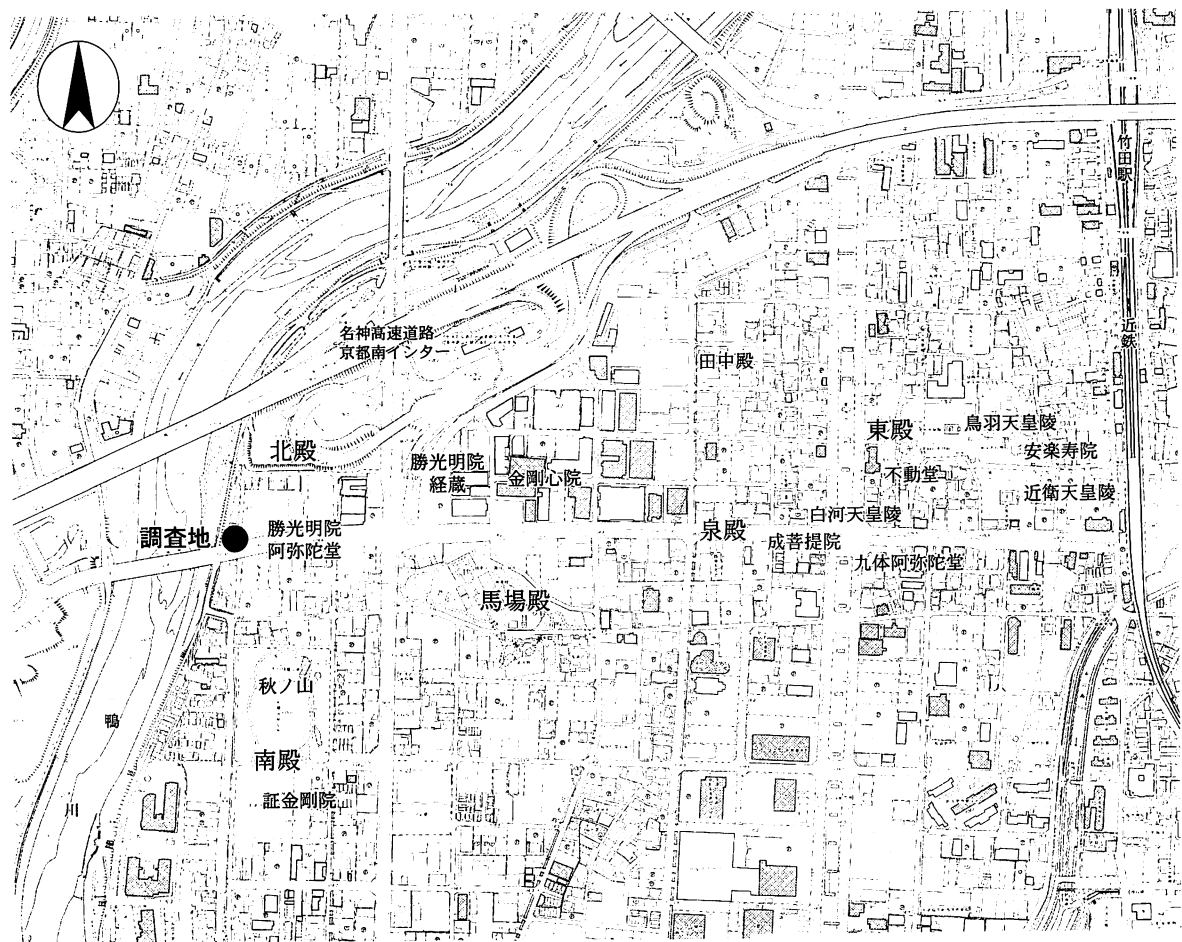 竹田駅
近鉄
名神高速道路
京都南インター
田中殿
北殿
勝光明院
経蔵
金剛心院
東殿
鳥羽天皇陵
安楽寿院
不動堂
近衛天皇陵
白河天皇陵
調査地
勝光明院
阿弥陀堂
泉殿
成菩提院
九体阿弥陀堂
馬場殿
秋ノ山
鴨
川
南殿
証金剛院